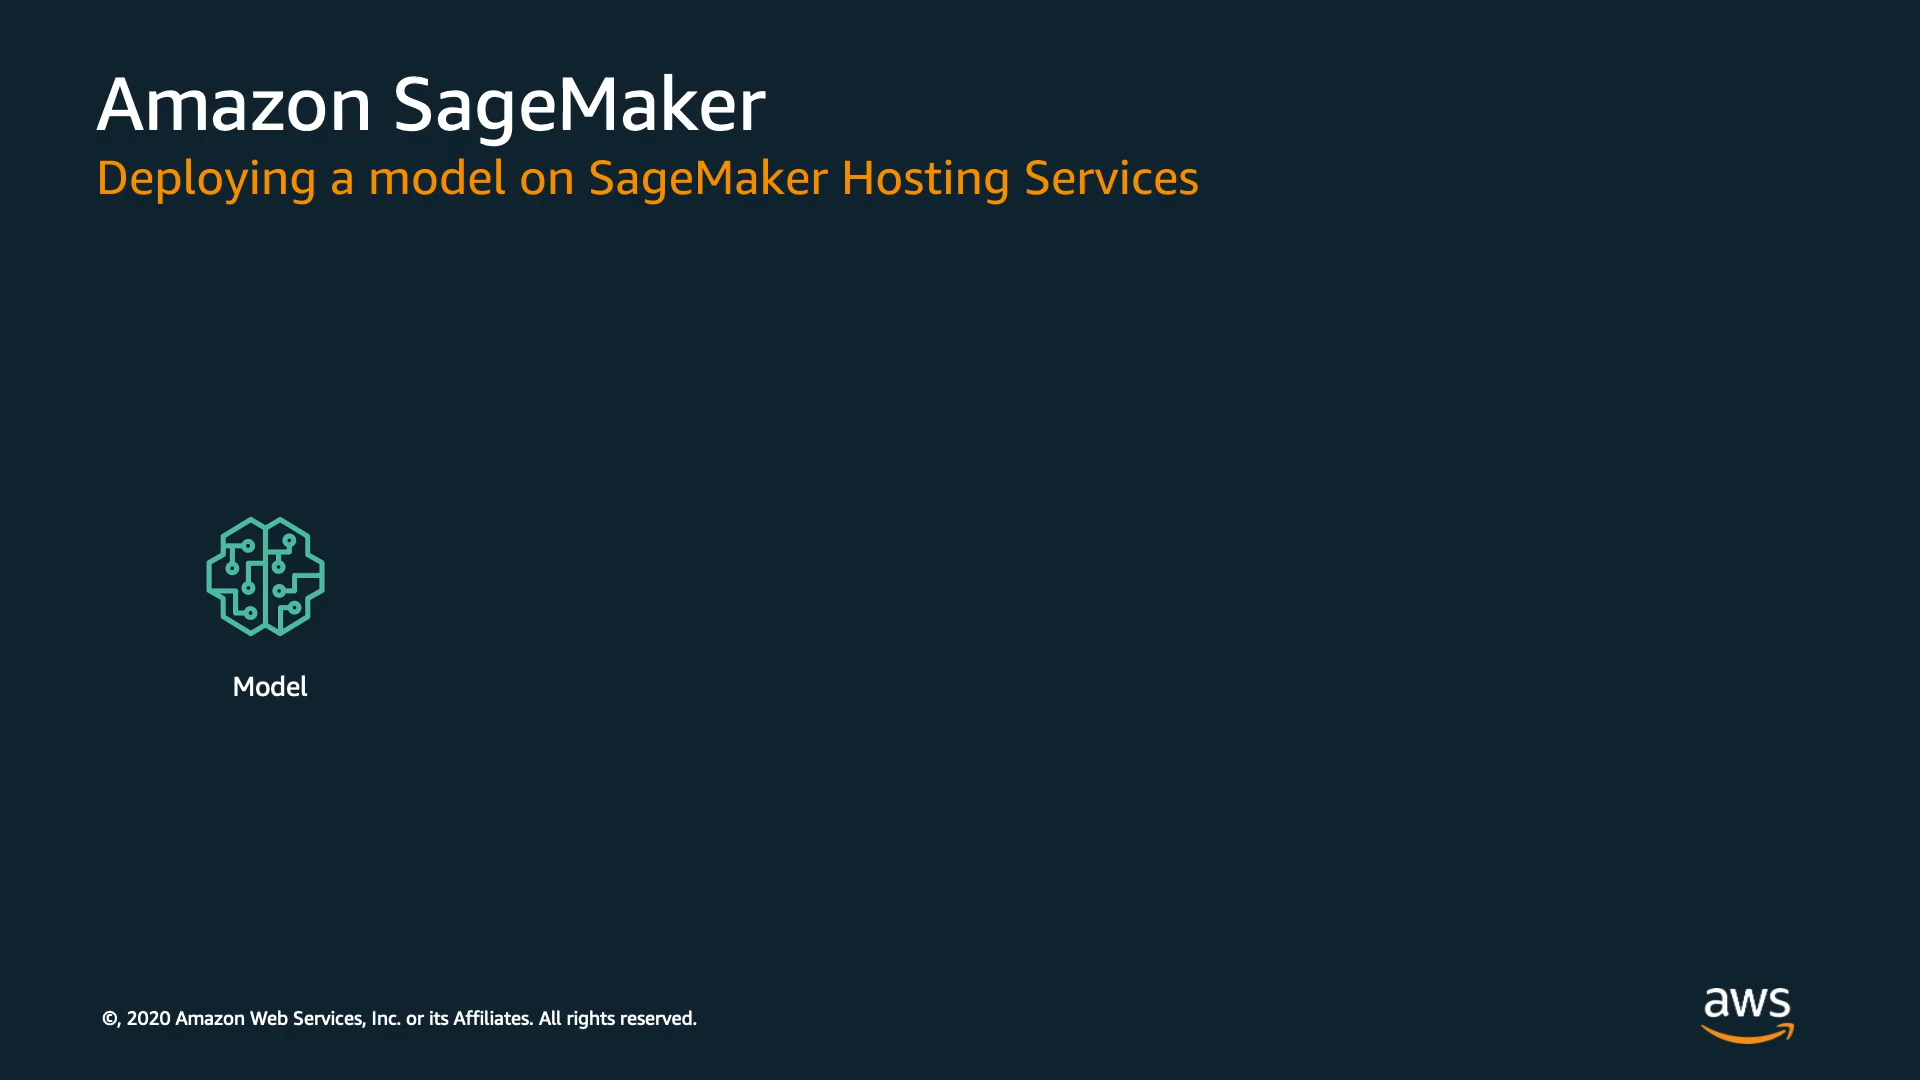 Amazon SageMaker
Deploying a model on SageMaker Hosting Services
Model
©, 2020 Amazon Web Services, Inc. or its Affiliates. All rights reserved.
aws